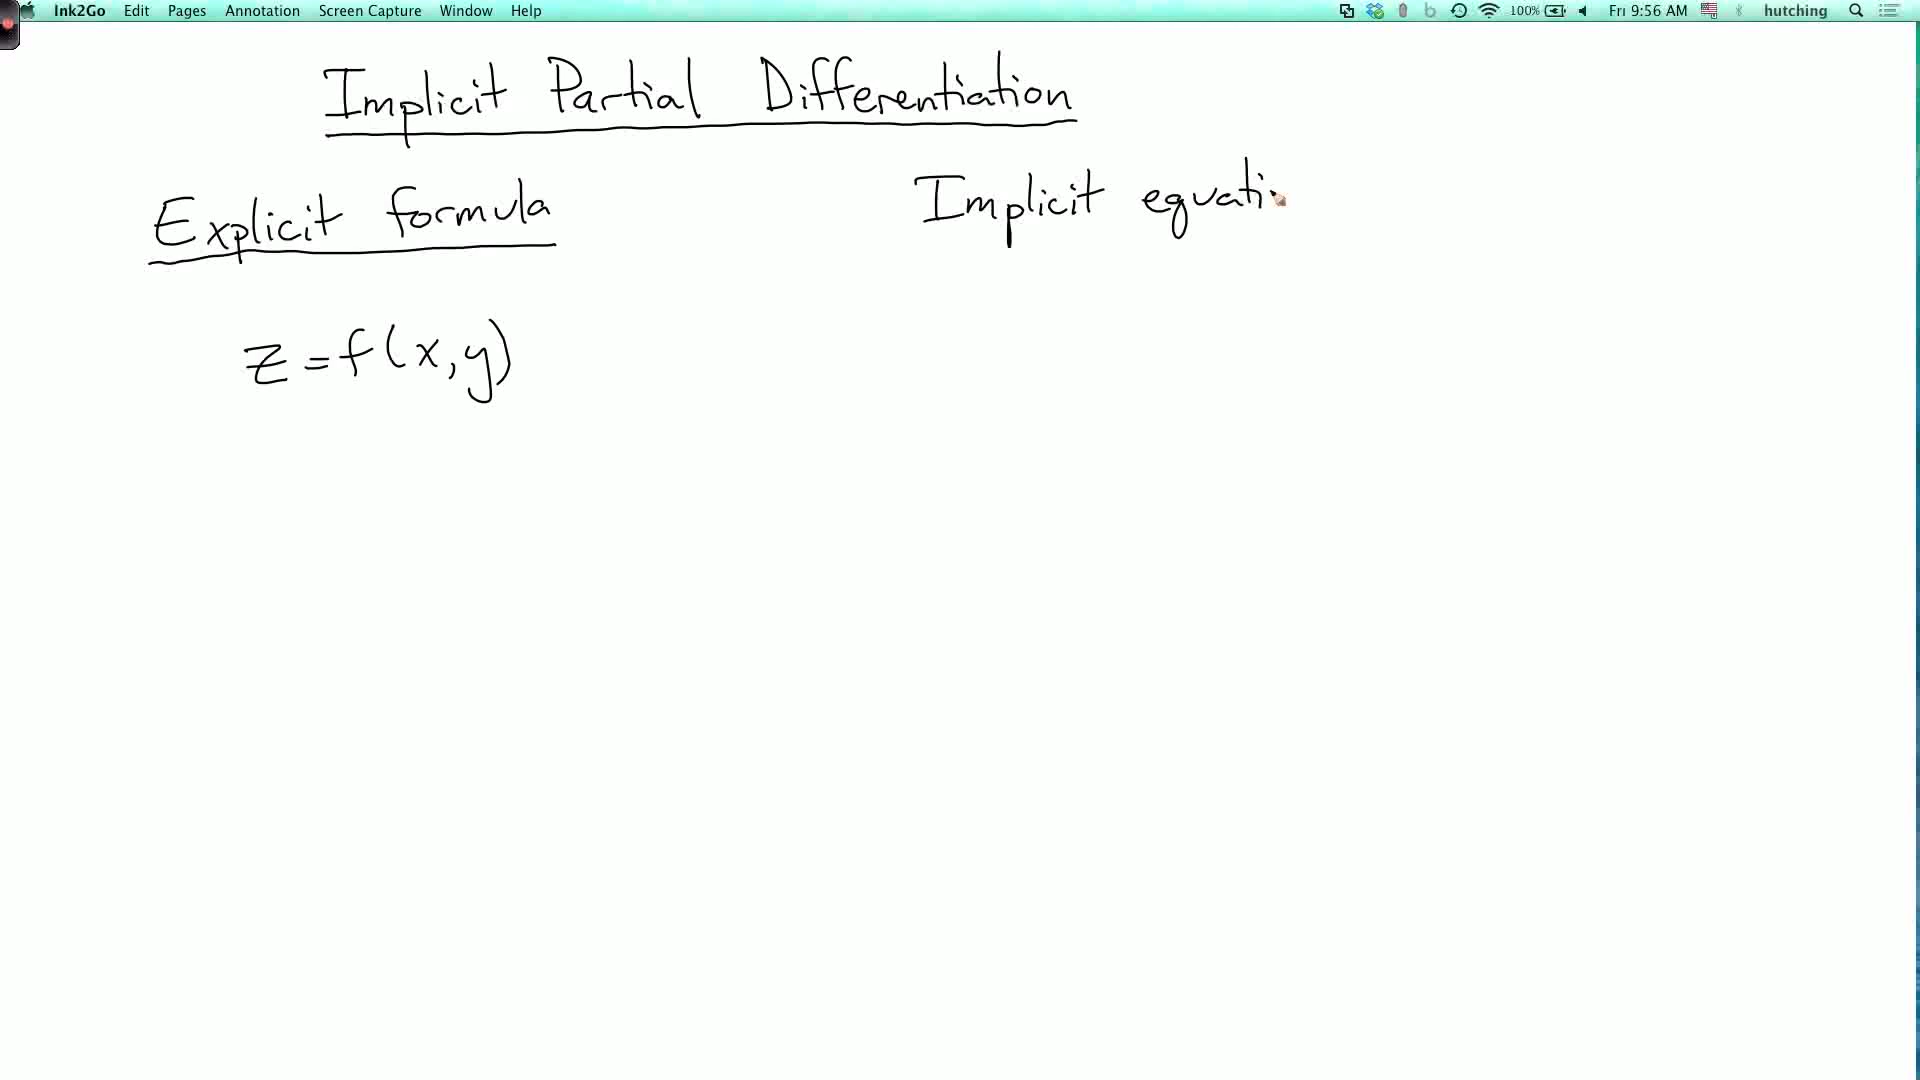 Ink2Go Edit Pages Annotation Screen Capture Window Help 100% Fri 9:56 AM hutching
Implicit Partial Differentiation
Explicit formula
Implicit equati
z = f(x,y)